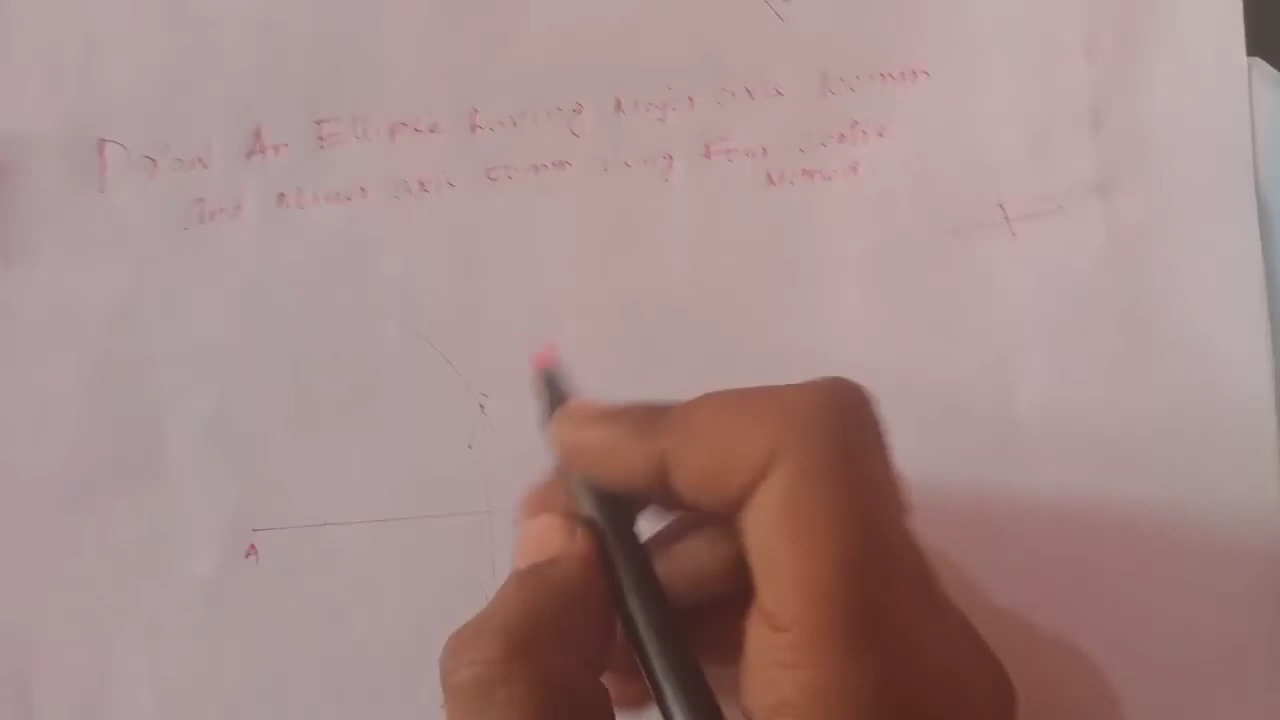 Draw An Ellipse having major axis
and minor axis using Four centre
Method
A